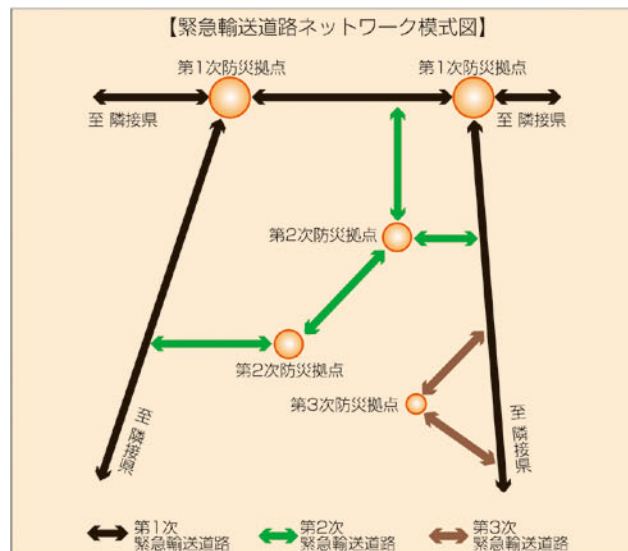 【緊急輸送道路ネットワーク模式図】
第1次防災拠点
第1次防災拠点
至 隣接県
至 隣接県
第2次防災拠点
第2次防災拠点
第3次防災拠点
至 隣接県
至 隣接県
第1次
緊急輸送道路
第2次
緊急輸送道路
第3次
緊急輸送道路